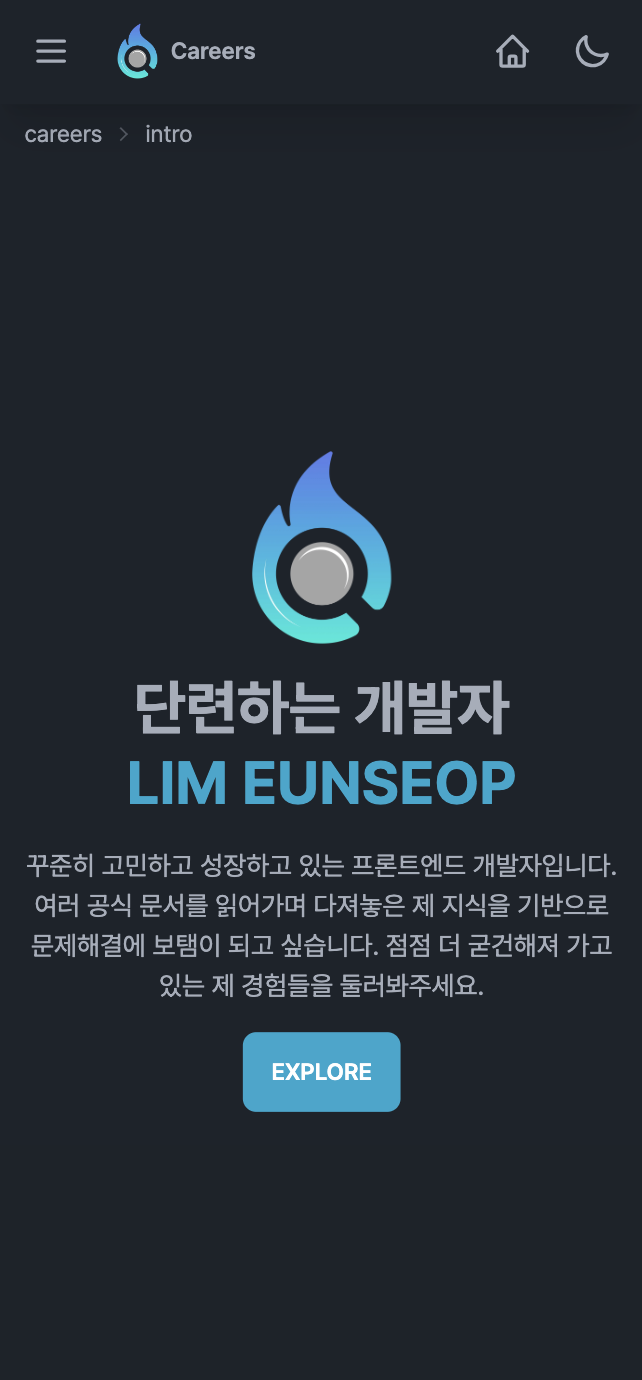 Careers
careers > intro
단련하는 개발자
LIM EUNSEOP
꾸준히 고민하고 성장하고 있는 프론트엔드 개발자입니다.
여러 공식 문서를 읽어가며 다져놓은 제 지식을 기반으로
문제해결에 보탬이 되고 싶습니다. 점점 더 굳건해져 가고
있는 제 경험들을 둘러봐주세요.
EXPLORE